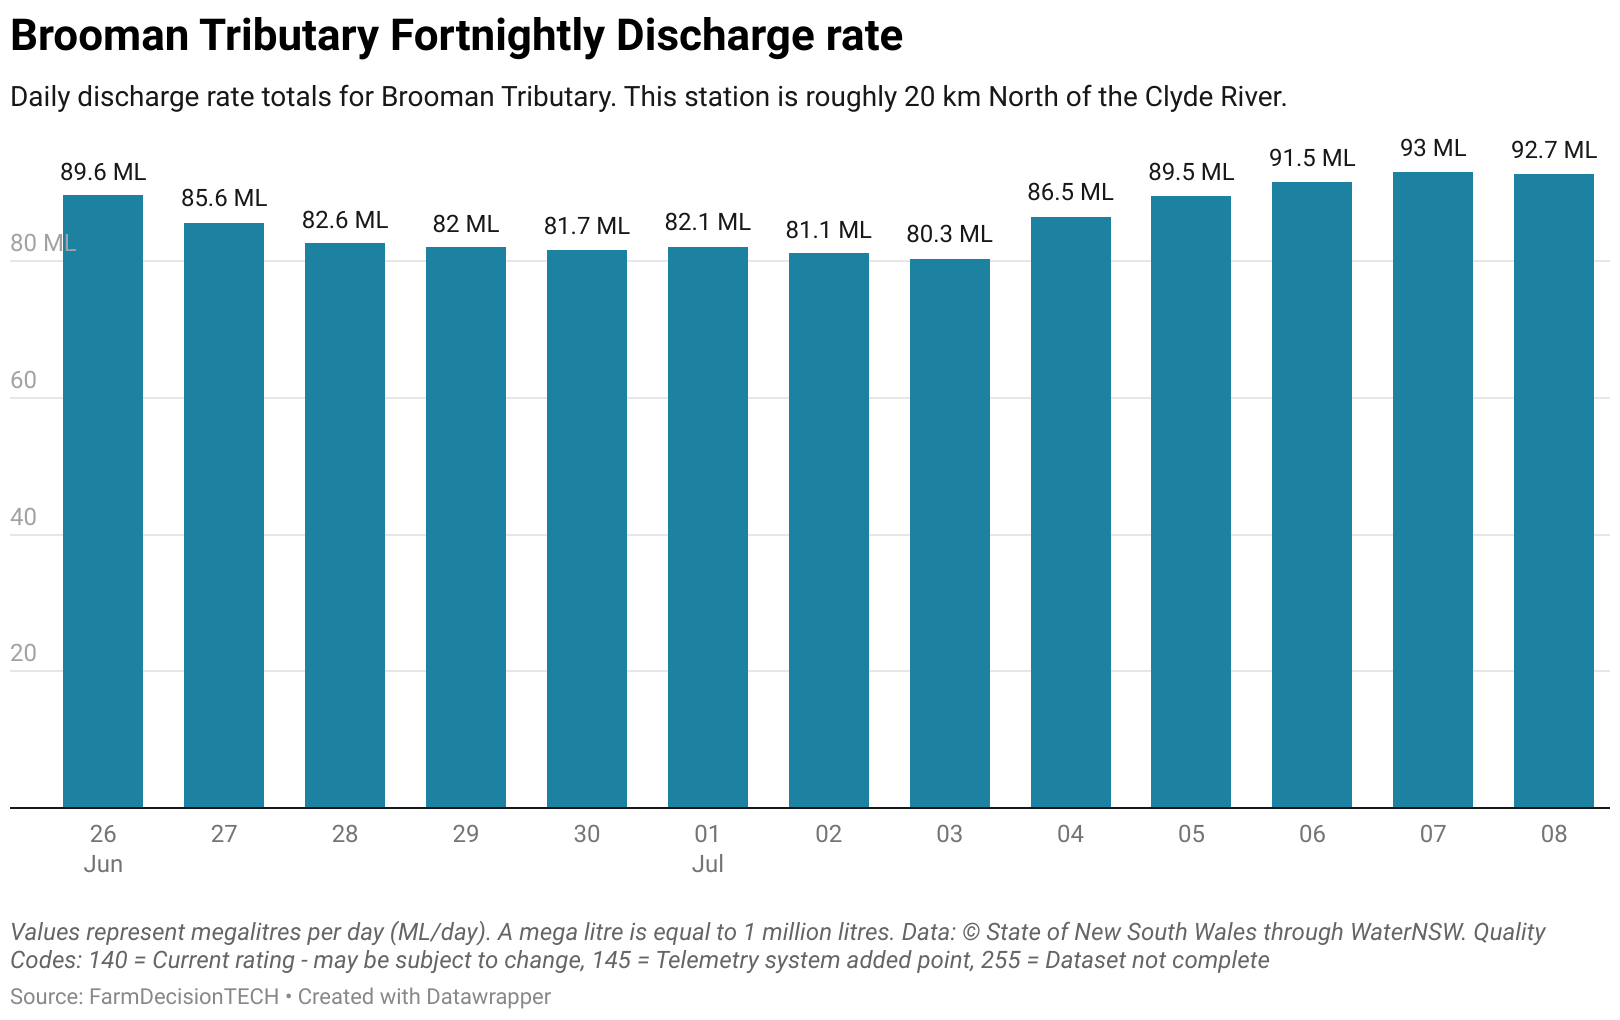 Brooman Tributary Fortnightly Discharge rate
Daily discharge rate totals for Brooman Tributary. This station is roughly 20 km North of the Clyde River.
89.6 ML
85.6 ML
82.6 ML
82 ML
81.7 ML
82.1 ML
81.1 ML
80.3 ML
86.5 ML
89.5 ML
91.5 ML
93 ML
92.7 ML
80 ML
60
40
20
26 27 28 29 30 01 02 03 04 05 06 07 08
Jun Jul
Values represent megalitres per day (ML/day). A mega litre is equal to 1 million litres. Data: © State of New South Wales through WaterNSW. Quality
Codes: 140 = Current rating - may be subject to change, 145 = Telemetry system added point, 255 = Dataset not complete
Source: FarmDecisionTECH • Created with Datawrapper